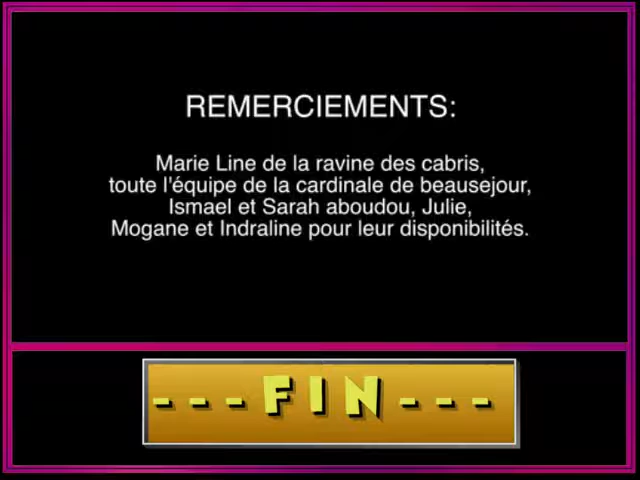 REMERCIEMENTS:
Marie Line de la ravine des cabris,
toute l'équipe de la cardinale de beausejour,
Ismael et Sarah aboudou, Julie,
Mogane et Indraline pour leur disponibilités.
---FIN---